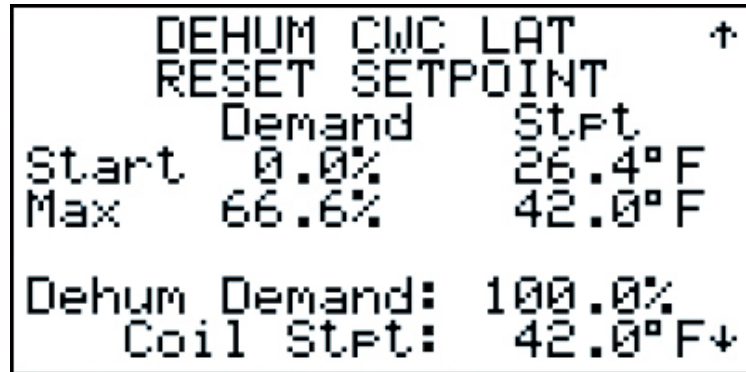 DEHUM CWC LAT ↑
RESET SETPOINT
Demand Stpt
Start 0.0% 26.4°F
Max 66.6% 42.0°F
Dehum Demand: 100.0%
Coil Stpt: 42.0°F↓